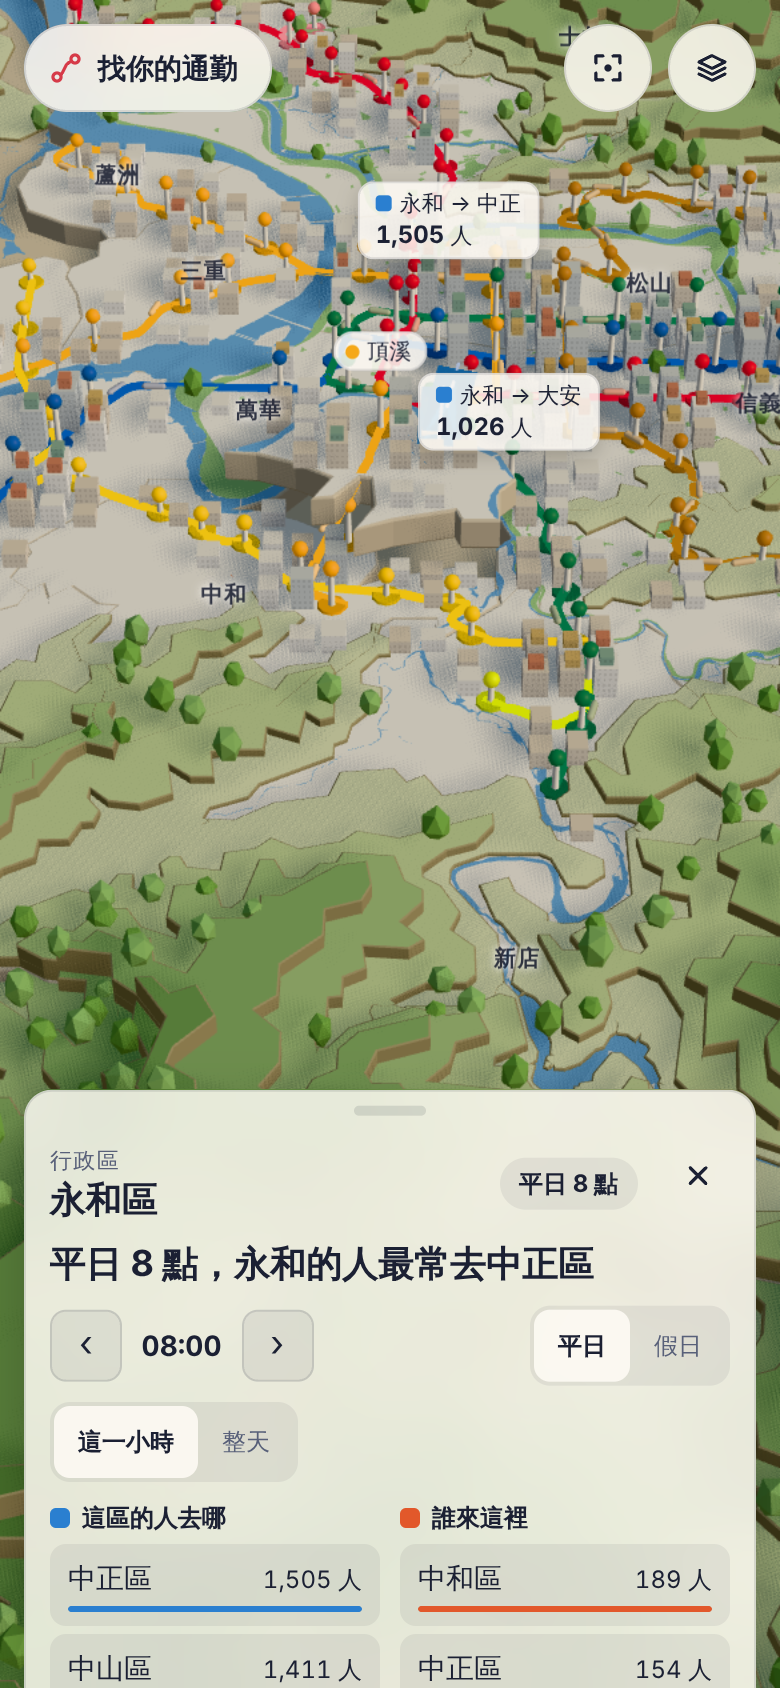 找你的通勤
士
蘆洲
永和 → 中正
1,505 人
三重
松山
頂溪
永和 → 大安
1,026 人
萬華
信義
中和
新店
行政區
永和區
平日 8 點
平日 8 點，永和的人最常去中正區
08:00
平日
假日
這一小時
整天
這區的人去哪
誰來這裡
中正區 1,505 人
中和區 189 人
中山區 1,411 人
中正區 154 人